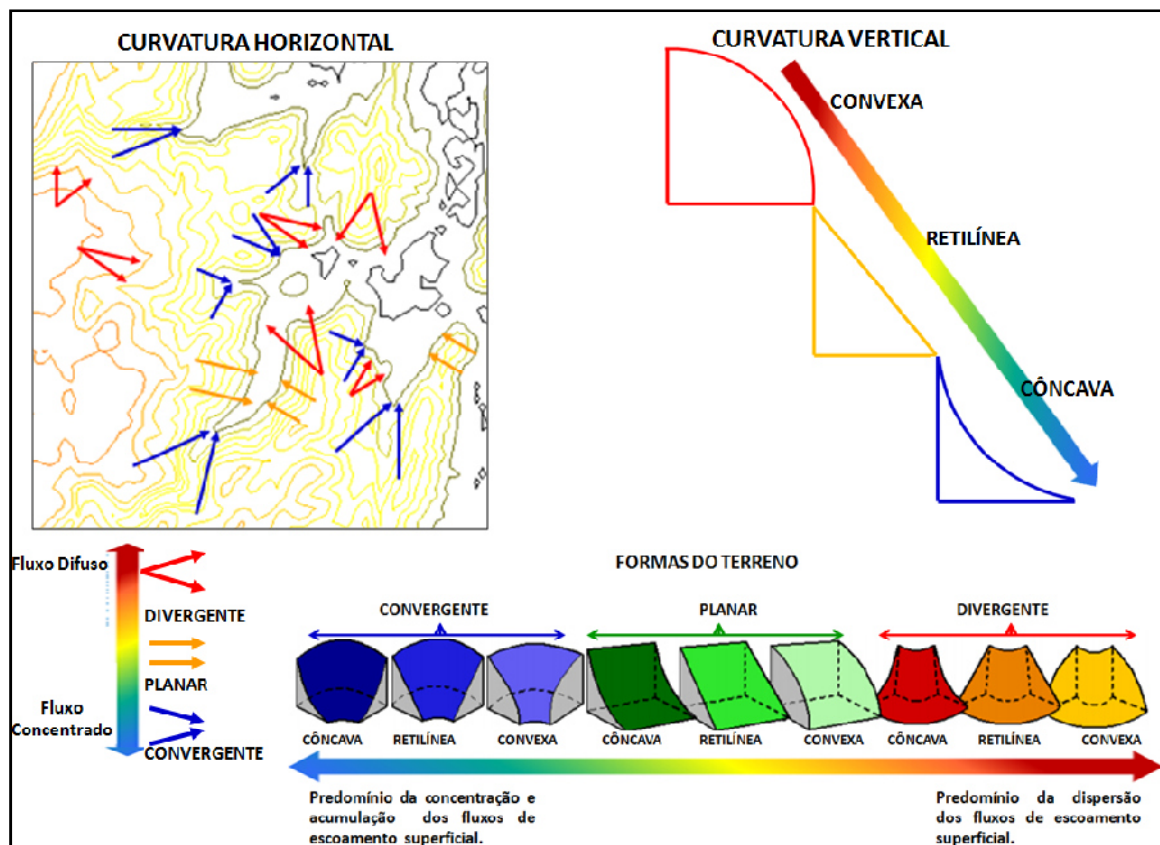 CURVATURA HORIZONTAL
CURVATURA VERTICAL
CONVEXA
RETILÍNEA
CÔNCAVA
Fluxo Difuso
DIVERGENTE
PLANAR
Fluxo
Concentrado
CONVERGENTE
FORMAS DO TERRENO
CONVERGENTE
PLANAR
DIVERGENTE
CÔNCAVA RETILÍNEA CONVEXA CÔNCAVA RETILÍNEA CONVEXA CÔNCAVA RETILÍNEA CONVEXA
Predomínio da concentração e
acumulação dos fluxos de
escoamento superficial.
Predomínio da dispersão
dos fluxos de escoamento
superficial.